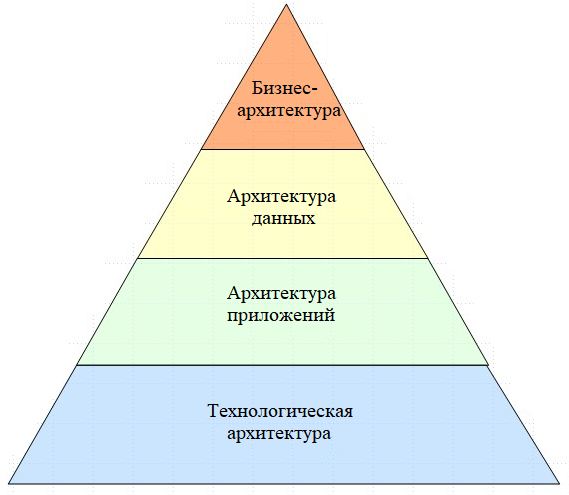 Бизнес-
архитектура
Архитектура
данных
Архитектура
приложений
Технологическая
архитектура